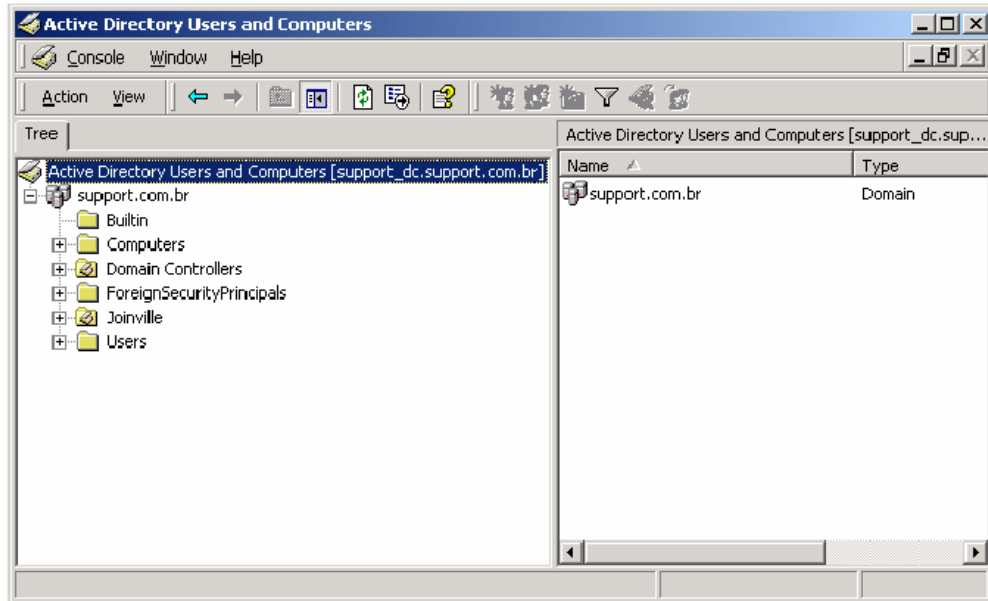 Active Directory Users and Computers
Console Window Help
Action View
Tree
Active Directory Users and Computers [support_dc.support.com.br]
support.com.br
Builtin
Computers
Domain Controllers
ForeignSecurityPrincipals
Joinville
Users
Active Directory Users and Computers [support_dc.sup...
Name Type
support.com.br Domain